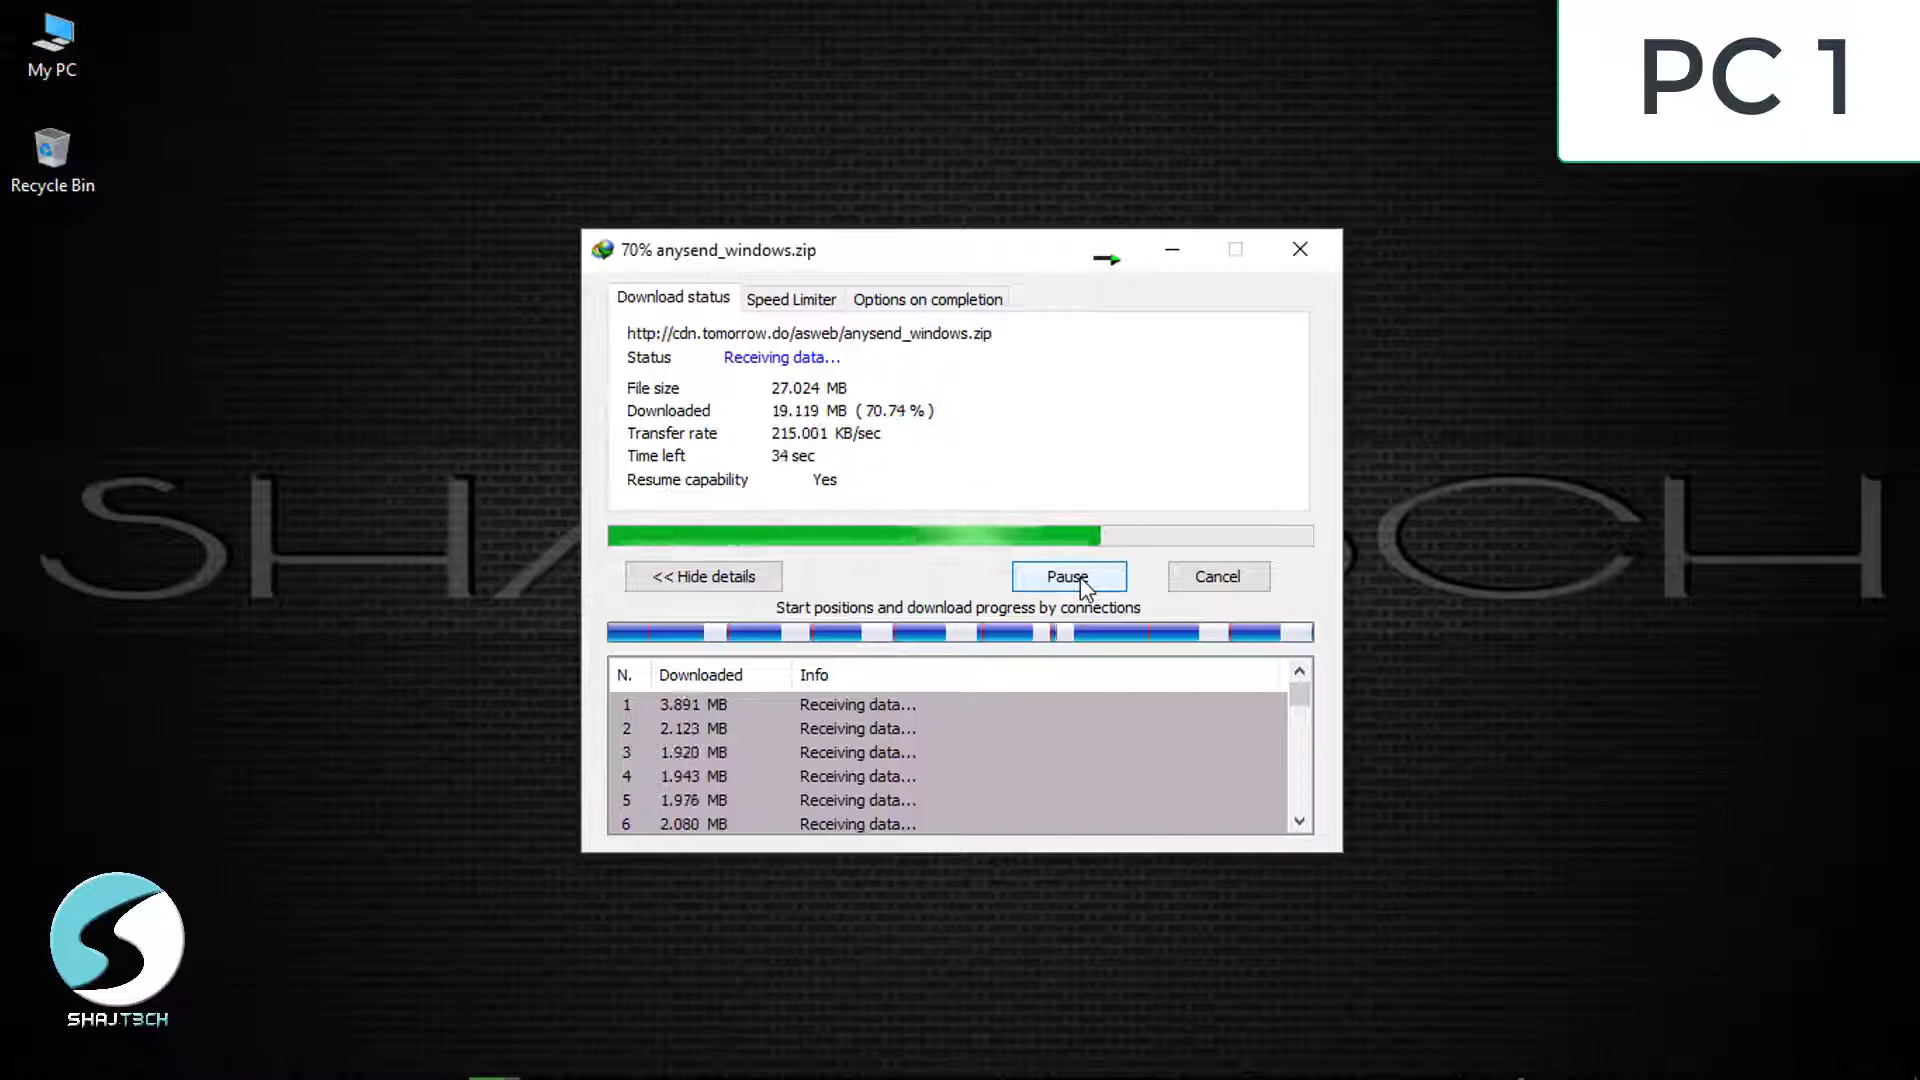 My PC
Recycle Bin
PC 1
70% anysend_windows.zip
Download status Speed Limiter Options on completion
http://cdn.tomorrow.do/asweb/anysend_windows.zip
Status Receiving data...
File size 27.024 MB
Downloaded 19.119 MB ( 70.74 % )
Transfer rate 215.001 KB/sec
Time left 34 sec
Resume capability Yes
<< Hide details Pause Cancel
Start positions and download progress by connections
N. Downloaded Info
1 3.891 MB Receiving data...
2 2.123 MB Receiving data...
3 1.920 MB Receiving data...
4 1.943 MB Receiving data...
5 1.976 MB Receiving data...
6 2.080 MB Receiving data...
SHAJ.T3CH